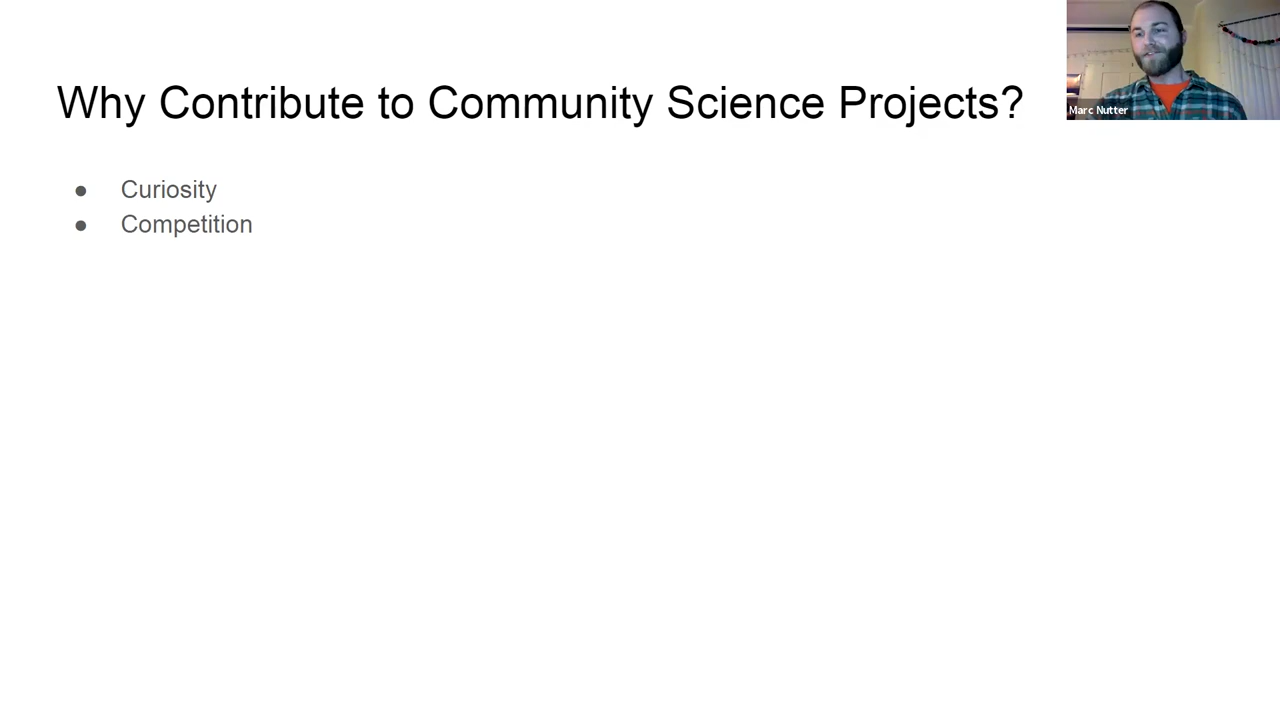 Why Contribute to Community Science Projects?
Marc Nutter
● Curiosity
● Competition